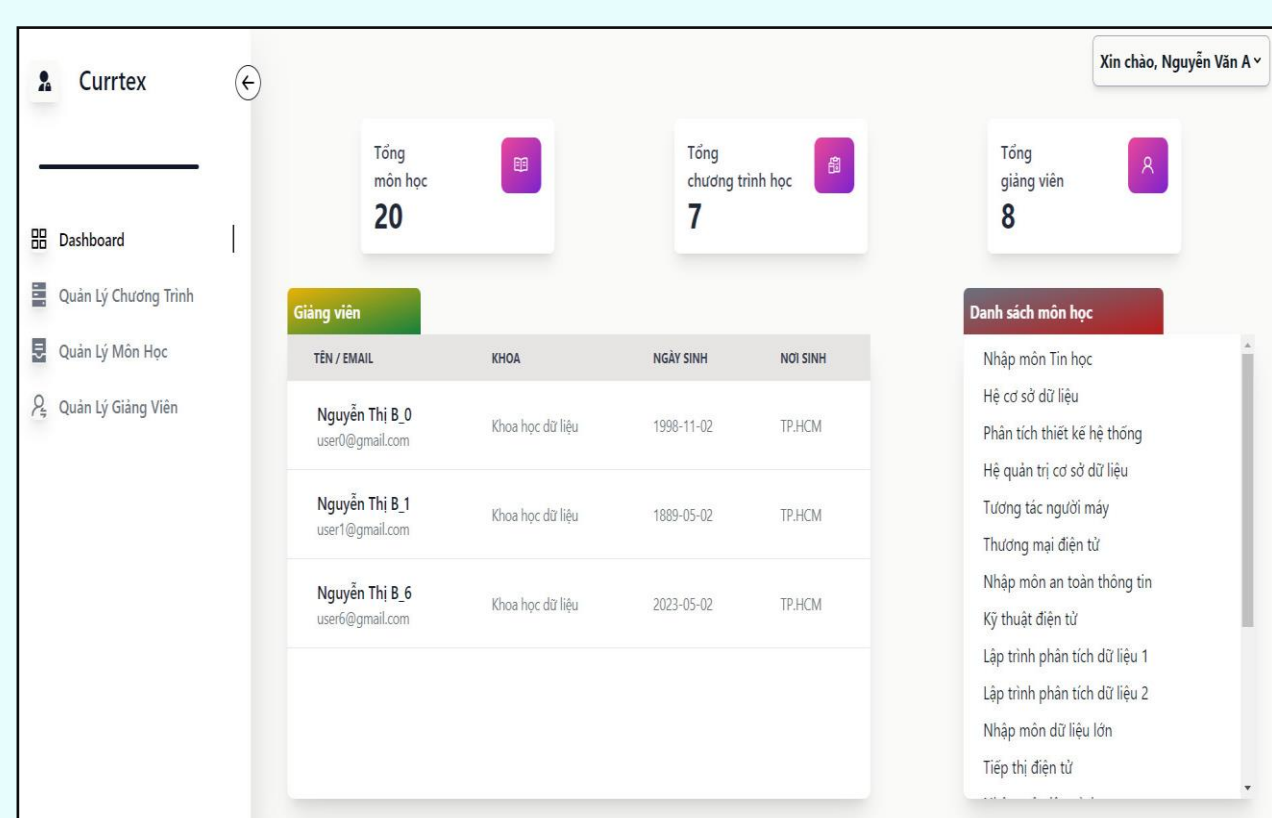 Currtex
Xin chào, Nguyễn Văn A
Tổng
môn học
20
Tổng
chương trình học
7
Tổng
giảng viên
8
Dashboard
Quản Lý Chương Trình
Quản Lý Môn Học
Quản Lý Giảng Viên
Giảng viên
TÊN / EMAIL KHOA NGÀY SINH NƠI SINH
Nguyễn Thị B_0
user0@gmail.com
Khoa học dữ liệu 1998-11-02 TP.HCM
Nguyễn Thị B_1
user1@gmail.com
Khoa học dữ liệu 1889-05-02 TP.HCM
Nguyễn Thị B_6
user6@gmail.com
Khoa học dữ liệu 2023-05-02 TP.HCM
Danh sách môn học
Nhập môn Tin học
Hệ cơ sở dữ liệu
Phân tích thiết kế hệ thống
Hệ quản trị cơ sở dữ liệu
Tương tác người máy
Thương mại điện tử
Nhập môn an toàn thông tin
Kỹ thuật điện tử
Lập trình phân tích dữ liệu 1
Lập trình phân tích dữ liệu 2
Nhập môn dữ liệu lớn
Tiếp thị điện tử